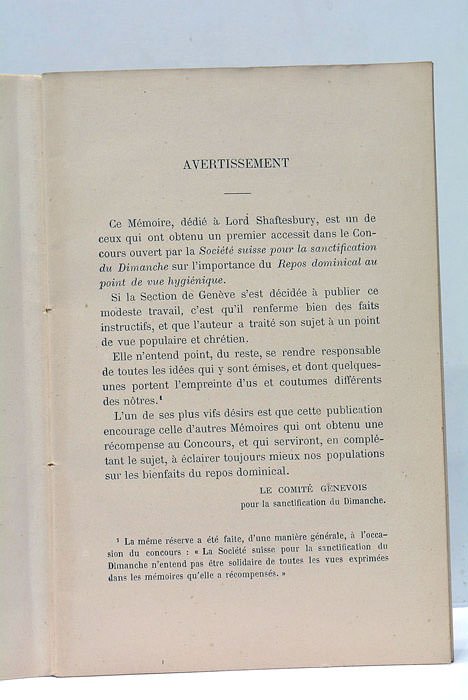 AVERTISSEMENT
Ce Mémoire, dédié à Lord Shaftesbury, est un de
ceux qui ont obtenu un premier accessit dans le Con-
cours ouvert par la Société suisse pour la sanctification
du Dimanche sur l'importance du Repos dominical au
point de vue hygiénique.
Si la Section de Genève s'est décidée à publier ce
modeste travail, c'est qu'il renferme bien des faits
instructifs, et que l'auteur a traité son sujet à un point
de vue populaire et chrétien.
Elle n'entend point, du reste, se rendre responsable
de toutes les idées qui y sont émises, et dont quelques-
unes portent l'empreinte d'us et coutumes différents
des nôtres.¹
L'un de ses plus vifs désirs est que cette publication
encourage celle d'autres Mémoires qui ont obtenu une
récompense au Concours, et qui serviront, en complé-
tant le sujet, à éclairer toujours mieux nos populations
sur les bienfaits du repos dominical.
LE COMITÉ GENEVOIS
pour la sanctification du Dimanche.
¹ La même réserve a été faite, d'une manière générale, à l'occa-
sion du concours : « La Société suisse pour la sanctification du
Dimanche n'entend pas être solidaire de toutes les vues exprimées
dans les mémoires qu'elle a récompensés. »